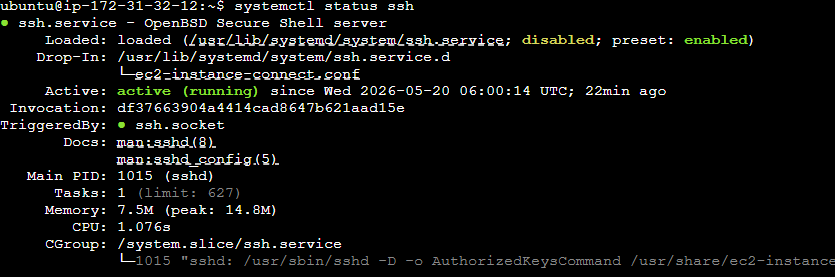 ubuntu@ip-172-31-32-12:~$ systemctl status ssh
● ssh.service - OpenBSD Secure Shell server
     Loaded: loaded (/usr/lib/systemd/system/ssh.service; disabled; preset: enabled)
    Drop-In: /usr/lib/systemd/system/ssh.service.d
             └─ec2-instance-connect.conf
     Active: active (running) since Wed 2026-05-20 06:00:14 UTC; 22min ago
 Invocation: df37663904a4414cad8647b621aad15e
TriggeredBy: ● ssh.socket
       Docs: man:sshd(8)
             man:sshd_config(5)
   Main PID: 1015 (sshd)
      Tasks: 1 (limit: 627)
     Memory: 7.5M (peak: 14.8M)
        CPU: 1.076s
     CGroup: /system.slice/ssh.service
             └─1015 "sshd: /usr/sbin/sshd -D -o AuthorizedKeysCommand /usr/share/ec2-instance